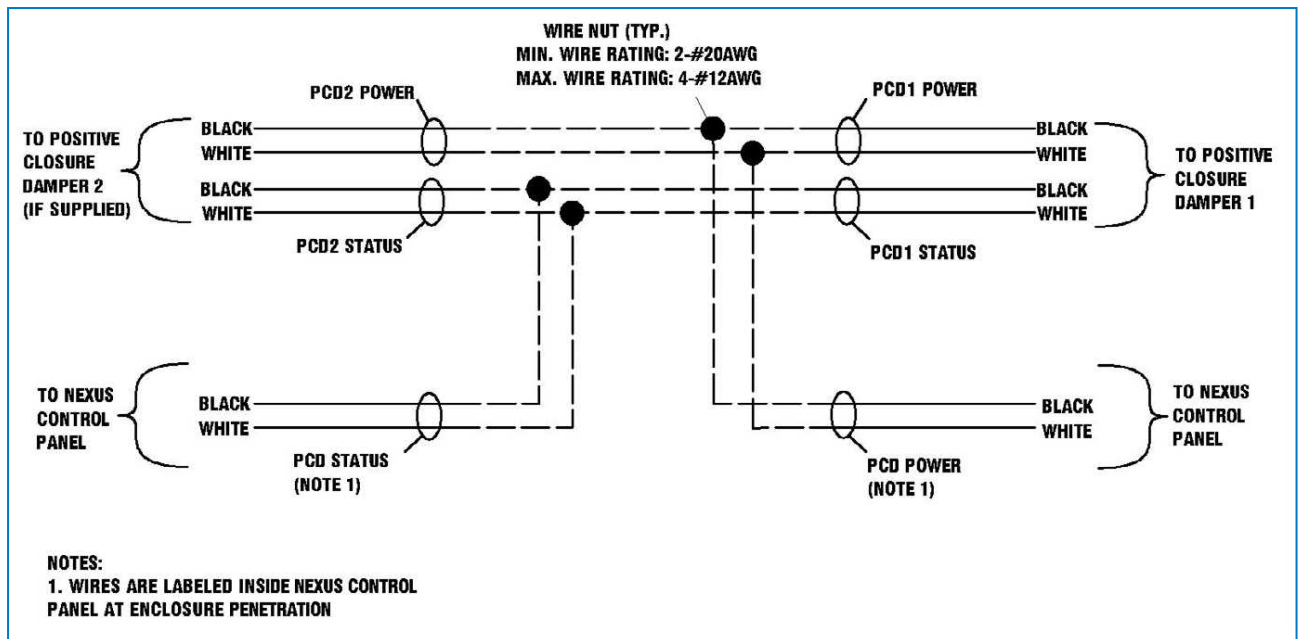 WIRE NUT (TYP.)
MIN. WIRE RATING: 2-#20AWG
MAX. WIRE RATING: 4-#12AWG
PCD2 POWER
PCD1 POWER
TO POSITIVE
CLOSURE
DAMPER 2
(IF SUPPLIED)
BLACK
WHITE
BLACK
WHITE
BLACK
WHITE
BLACK
WHITE
TO POSITIVE
CLOSURE
DAMPER 1
PCD2 STATUS
PCD1 STATUS
TO NEXUS
CONTROL
PANEL
BLACK
WHITE
PCD STATUS
(NOTE 1)
BLACK
WHITE
TO NEXUS
CONTROL
PANEL
PCD POWER
(NOTE 1)
NOTES:
1. WIRES ARE LABELED INSIDE NEXUS CONTROL
PANEL AT ENCLOSURE PENETRATION